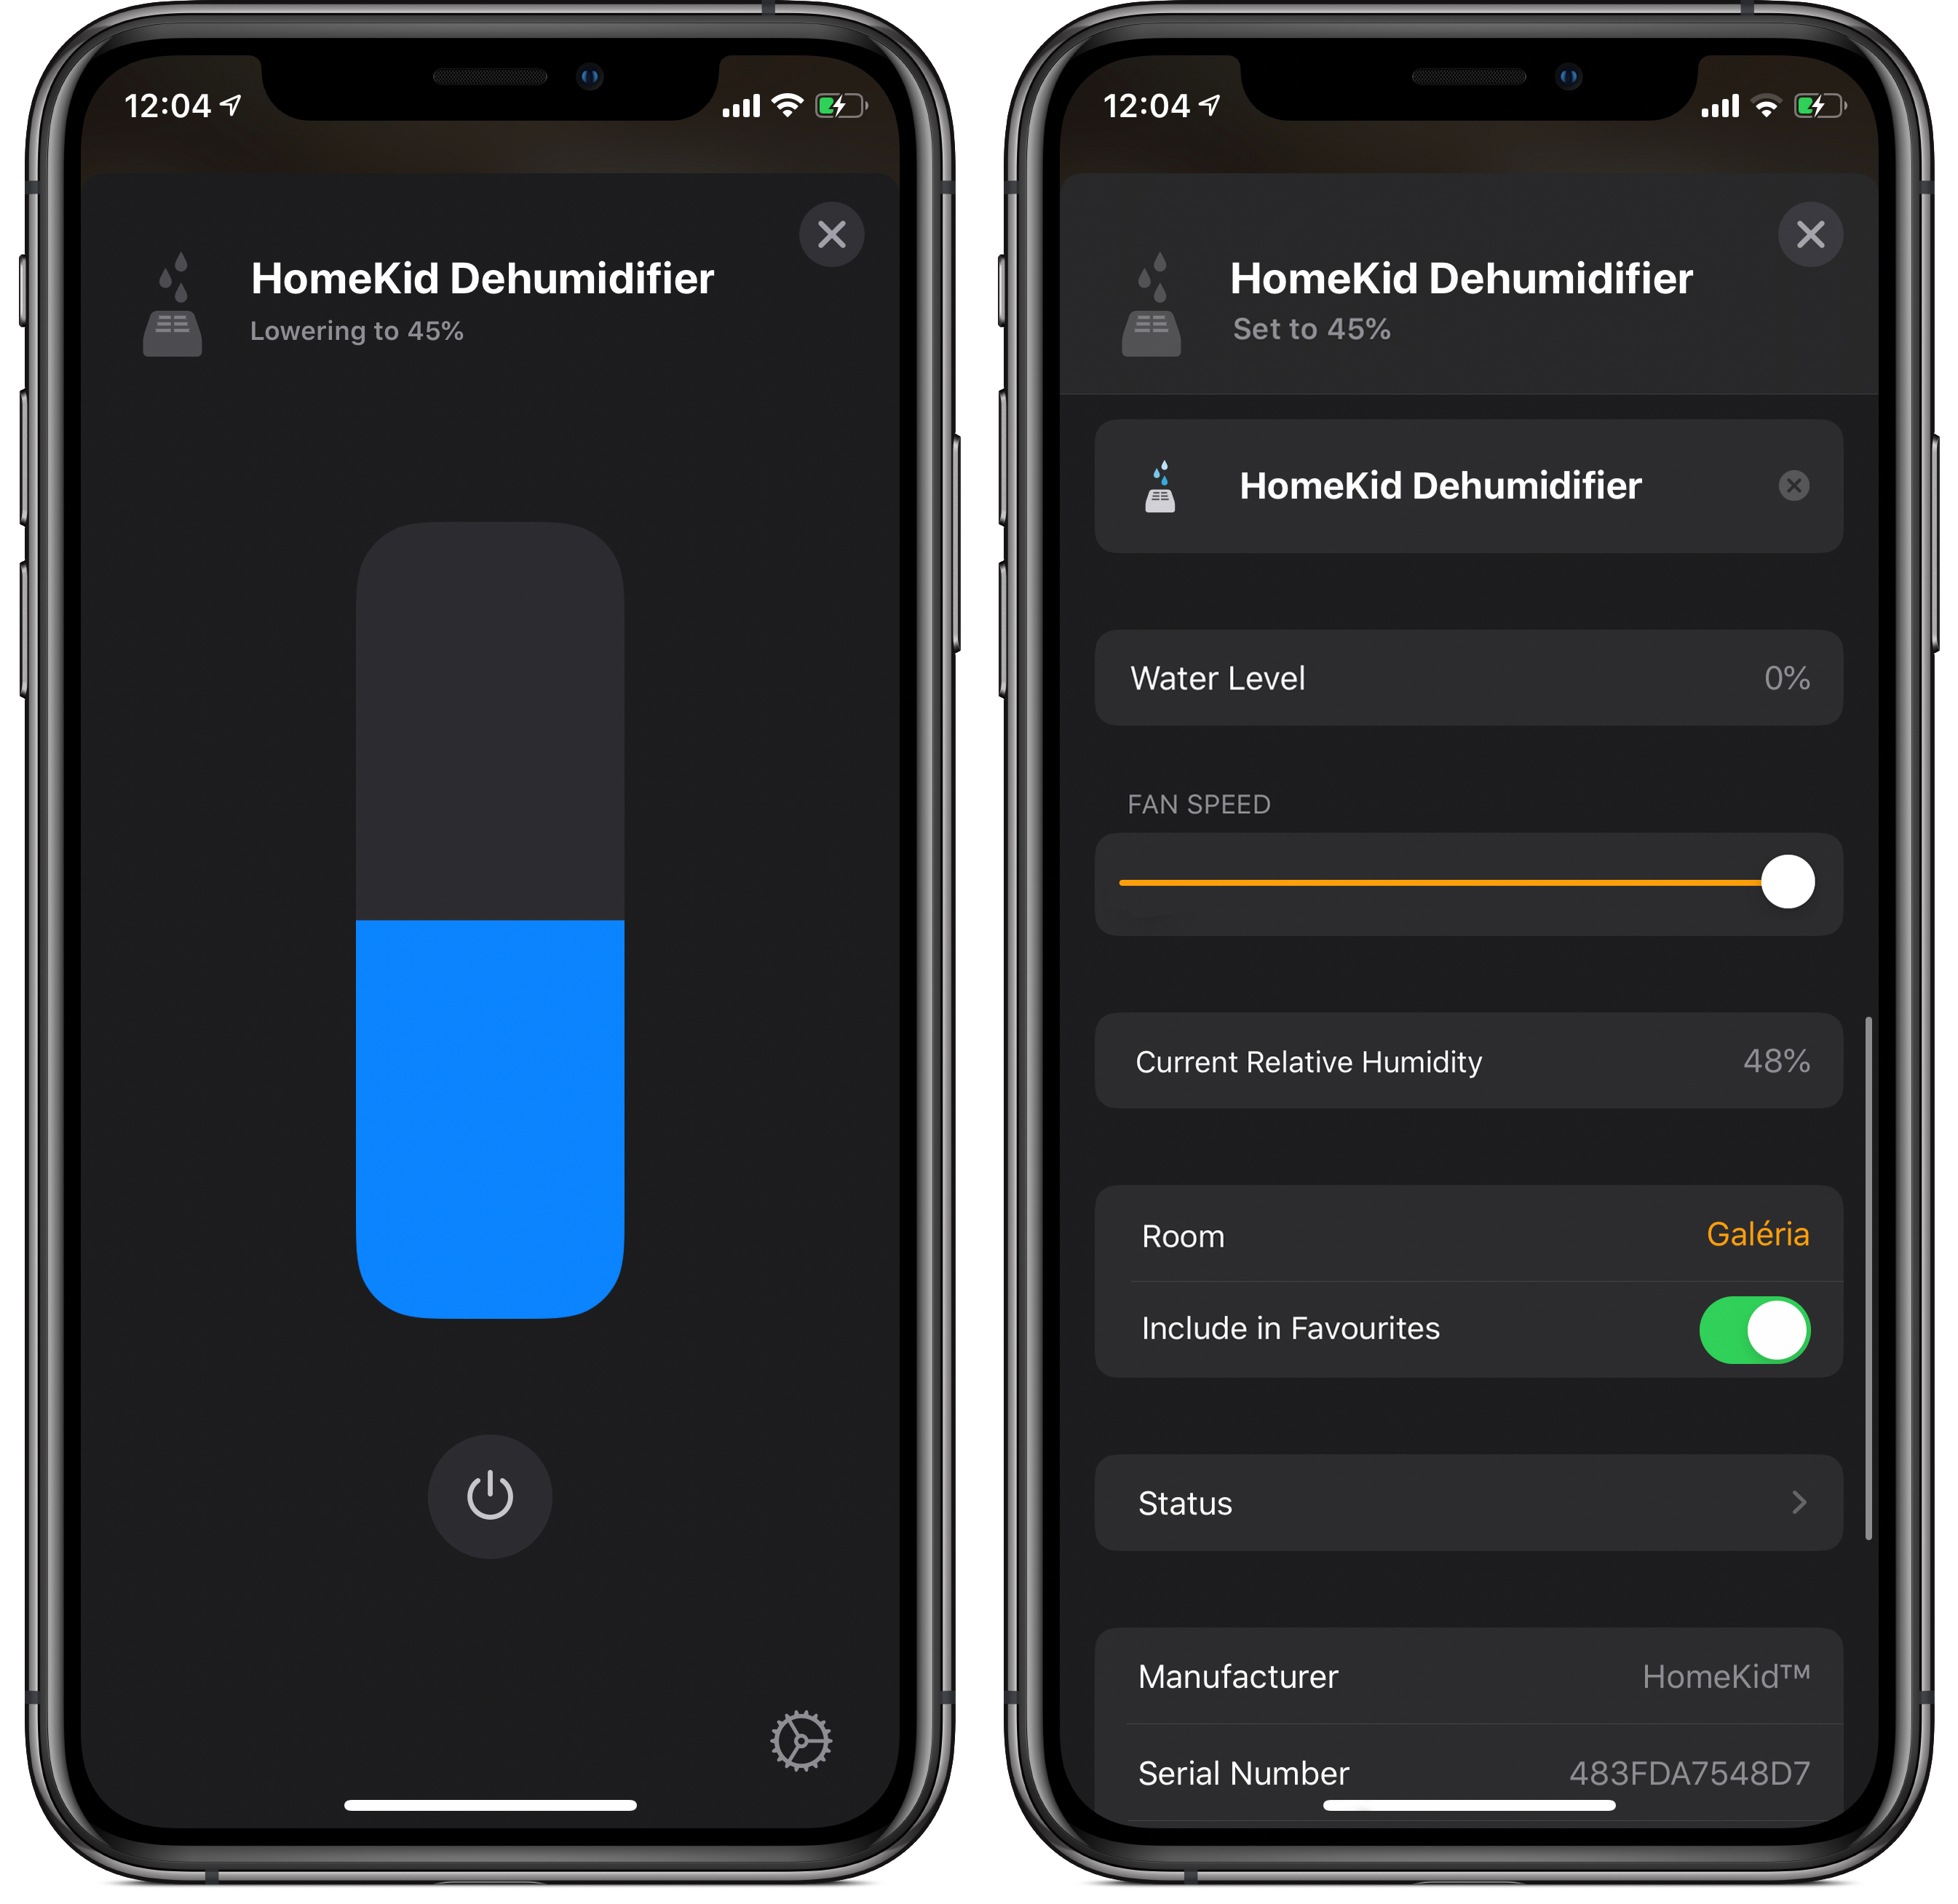 12:04
HomeKid Dehumidifier
Lowering to 45%
12:04
HomeKid Dehumidifier
Set to 45%
HomeKid Dehumidifier
Water Level 0%
FAN SPEED
Current Relative Humidity 48%
Room Galéria
Include in Favourites
Status
Manufacturer HomeKid™
Serial Number 483FDA7548D7